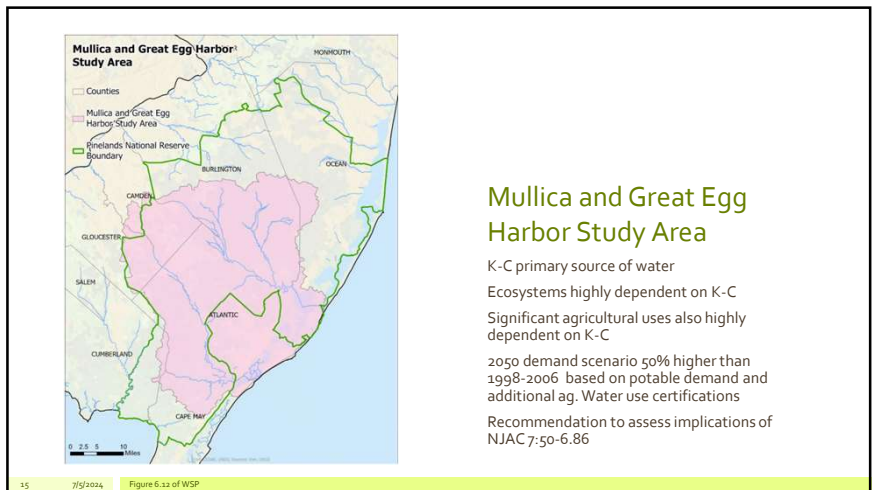 Mullica and Great Egg Harbor
Study Area
Counties
Mullica and Great Egg
Harbor Study Area
Pinelands National Reserve
Boundary
MONMOUTH
OCEAN
BURLINGTON
CAMDEN
GLOUCESTER
SALEM
ATLANTIC
CUMBERLAND
CAPE MAY
0 2.5 5 10
Miles
Mullica and Great Egg
Harbor Study Area
K-C primary source of water
Ecosystems highly dependent on K-C
Significant agricultural uses also highly
dependent on K-C
2050 demand scenario 50% higher than
1998-2006 based on potable demand and
additional ag. Water use certifications
Recommendation to assess implications of
NJAC 7:50-6.86
15 7/5/2024 Figure 6.12 of WSP